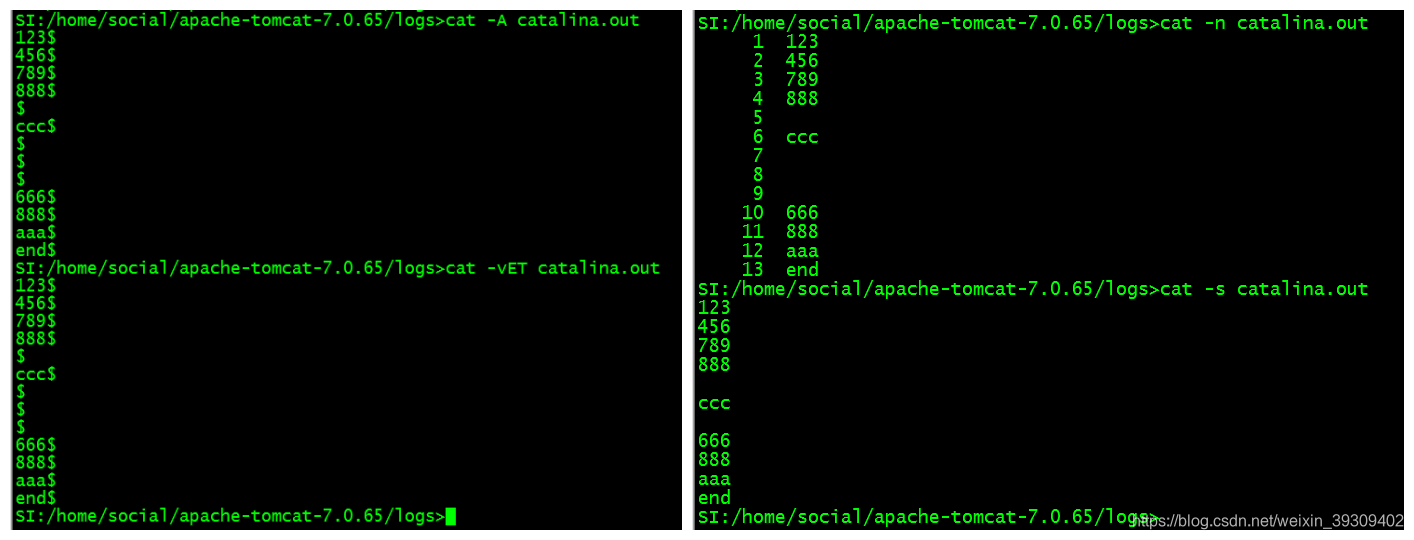 SI:/home/social/apache-tomcat-7.0.65/logs>cat -A catalina.out
123$
456$
789$
888$
$
ccc$
$
$
$
666$
888$
aaa$
end$
SI:/home/social/apache-tomcat-7.0.65/logs>cat -vET catalina.out
123$
456$
789$
888$
$
ccc$
$
$
$
666$
888$
aaa$
end$
SI:/home/social/apache-tomcat-7.0.65/logs>
SI:/home/social/apache-tomcat-7.0.65/logs>cat -n catalina.out
1 123
2 456
3 789
4 888
5
6 ccc
7
8
9
10 666
11 888
12 aaa
13 end
SI:/home/social/apache-tomcat-7.0.65/logs>cat -s catalina.out
123
456
789
888
ccc
666
888
aaa
end
SI:/home/social/apache-tomcat-7.0.65/logs>
https://blog.csdn.net/weixin_39309402